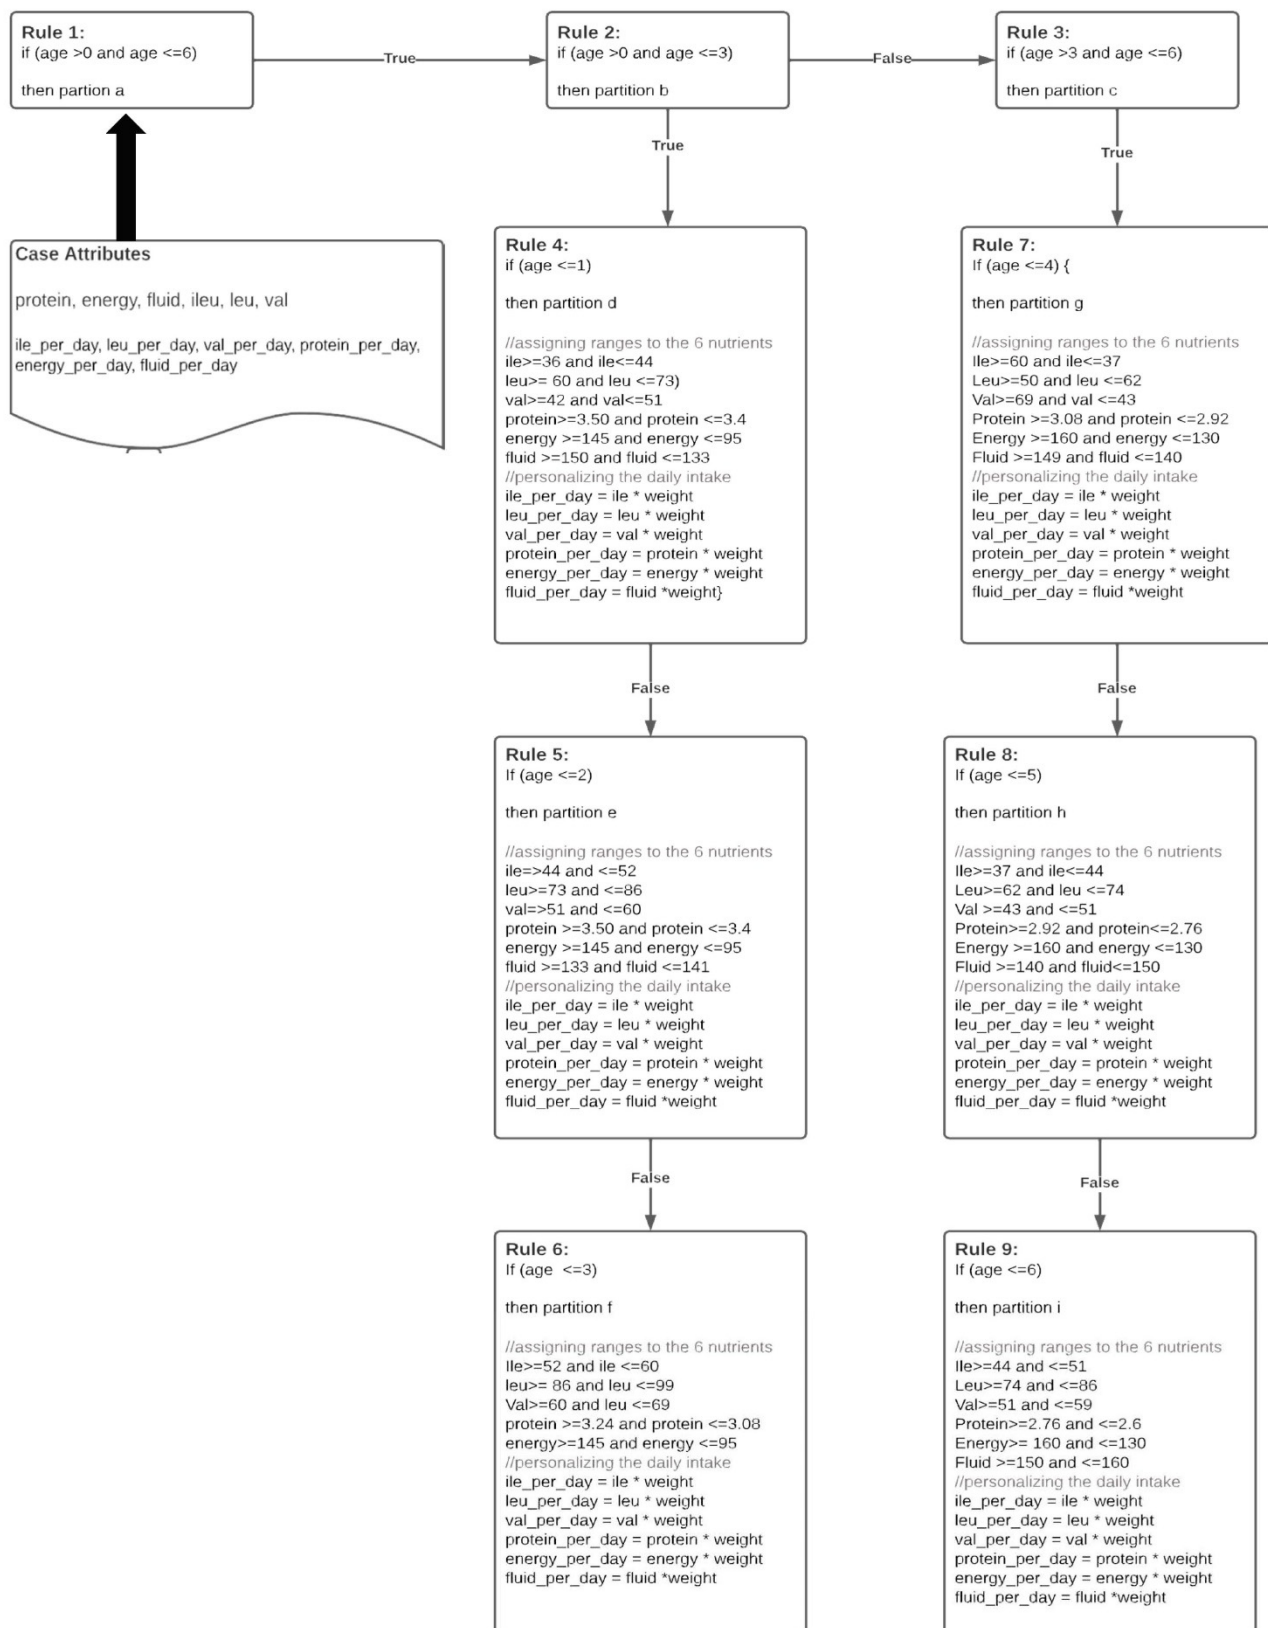 Rule 1:
if (age >0 and age <=6)
then partion a
True
Rule 2:
if (age >0 and age <=3)
then partition b
False
Rule 3:
if (age >3 and age <=6)
then partition c
Case Attributes
protein, energy, fluid, ileu, leu, val
ile_per_day, leu_per_day, val_per_day, protein_per_day,
energy_per_day, fluid_per_day
True
Rule 4:
if (age <=1)
then partition d
//assigning ranges to the 6 nutrients
ile>=36 and ile<=44
leu>= 60 and leu <=73)
val>=42 and val<=51
protein>=3.50 and protein <=3.4
energy >=145 and energy <=95
fluid >=150 and fluid <=133
//personalizing the daily intake
ile_per_day = ile * weight
leu_per_day = leu * weight
val_per_day = val * weight
protein_per_day = protein * weight
energy_per_day = energy * weight
fluid_per_day = fluid *weight}
False
Rule 5:
If (age <=2)
then partition e
//assigning ranges to the 6 nutrients
ile=>44 and <=52
leu>=73 and <=86
val=>51 and <=60
protein >=3.50 and protein <=3.4
energy >=145 and energy <=95
fluid >=133 and fluid <=141
//personalizing the daily intake
ile_per_day = ile * weight
leu_per_day = leu * weight
val_per_day = val * weight
protein_per_day = protein * weight
energy_per_day = energy * weight
fluid_per_day = fluid *weight
False
Rule 6:
If (age  <=3)
then partition f
//assigning ranges to the 6 nutrients
Ile>=52 and ile <=60
leu>= 86 and leu <=99
Val>=60 and leu <=69
protein >=3.24 and protein <=3.08
energy>=145 and energy <=95
//personalizing the daily intake
ile_per_day = ile * weight
leu_per_day = leu * weight
val_per_day = val * weight
protein_per_day = protein * weight
energy_per_day = energy * weight
fluid_per_day = fluid *weight
True
Rule 7:
If (age <=4) {
then partition g
//assigning ranges to the 6 nutrients
Ile>=60 and ile<=37
Leu>=50 and leu <=62
Val>=69 and val <=43
Protein >=3.08 and protein <=2.92
Energy >=160 and energy <=130
Fluid >=149 and fluid <=140
//personalizing the daily intake
ile_per_day = ile * weight
leu_per_day = leu * weight
val_per_day = val * weight
protein_per_day = protein * weight
energy_per_day = energy * weight
fluid_per_day = fluid *weight
False
Rule 8:
If (age <=5)
then partition h
//assigning ranges to the 6 nutrients
Ile>=37 and ile<=44
Leu>=62 and leu <=74
Val >=43 and <=51
Protein>=2.92 and protein<=2.76
Energy >=160 and energy <=130
Fluid >=140 and fluid<=150
//personalizing the daily intake
ile_per_day = ile * weight
leu_per_day = leu * weight
val_per_day = val * weight
protein_per_day = protein * weight
energy_per_day = energy * weight
fluid_per_day = fluid *weight
False
Rule 9:
If (age <=6)
then partition i
//assigning ranges to the 6 nutrients
Ile>=44 and <=51
Leu>=74 and <=86
Val>=51 and <=59
Protein>=2.76 and <=2.6
Energy>= 160 and <=130
Fluid >=150 and <=160
//personalizing the daily intake
ile_per_day = ile * weight
leu_per_day = leu * weight
val_per_day = val * weight
protein_per_day = protein * weight
energy_per_day = energy * weight
fluid_per_day = fluid *weight